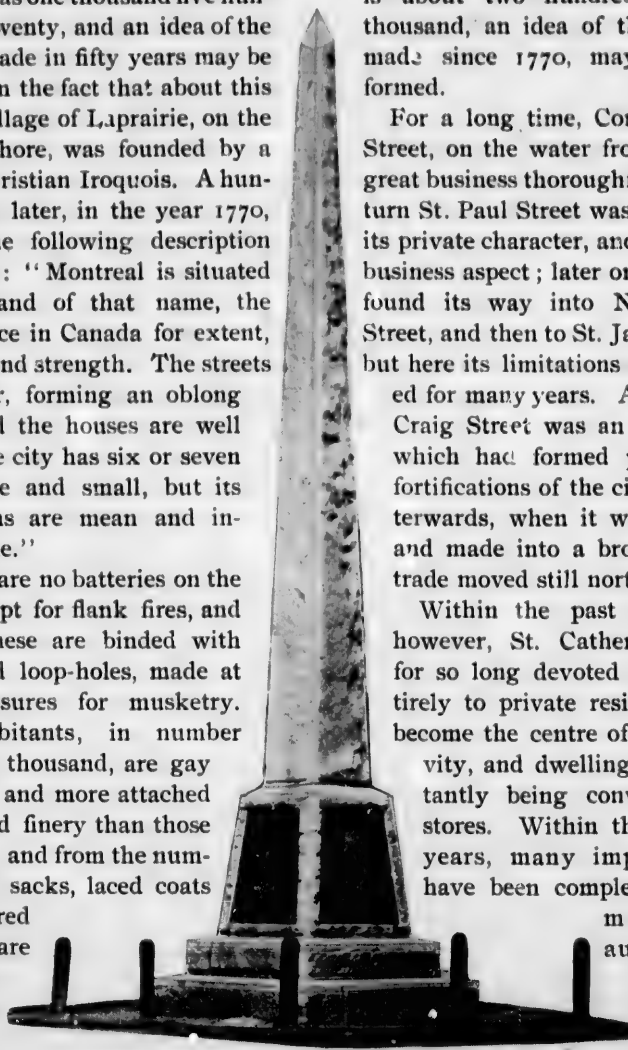 as one thousand five hun-
venty, and an idea of the
ade in fifty years may be
n the fact that about this
llage of Laprairie, on the
hore, was founded by a
ristian Iroquois. A hun-
later, in the year 1770,
e following description
: “Montreal is situated
and of that name, the
ce in Canada for extent,
nd strength. The streets
r, forming an oblong
l the houses are well
e city has six or seven
e and small, but its
ns are mean and in-
e.”
are no batteries on the
pt for flank fires, and
hese are binded with
l loop-holes, made at
sures for musketry.
bitants, in number
thousand, are gay
and more attached
d finery than those
and from the num-
sacks, laced coats
red
are
is about two hundred
thousand, an idea of th
made since 1770, may
formed.
For a long time, Com
Street, on the water fro
great business thorough
turn St. Paul Street was
its private character, and
business aspect; later on
found its way into N
Street, and then to St. Ja
but here its limitations
ed for many years. A
Craig Street was an
which had formed
fortifications of the ci
terwards, when it w
and made into a bro
trade moved still nort
Within the past
however, St. Cather
for so long devoted
tirely to private resi
become the centre of
vity, and dwelling
tantly being conv
stores. Within th
years, many imp
have been comple
m
au